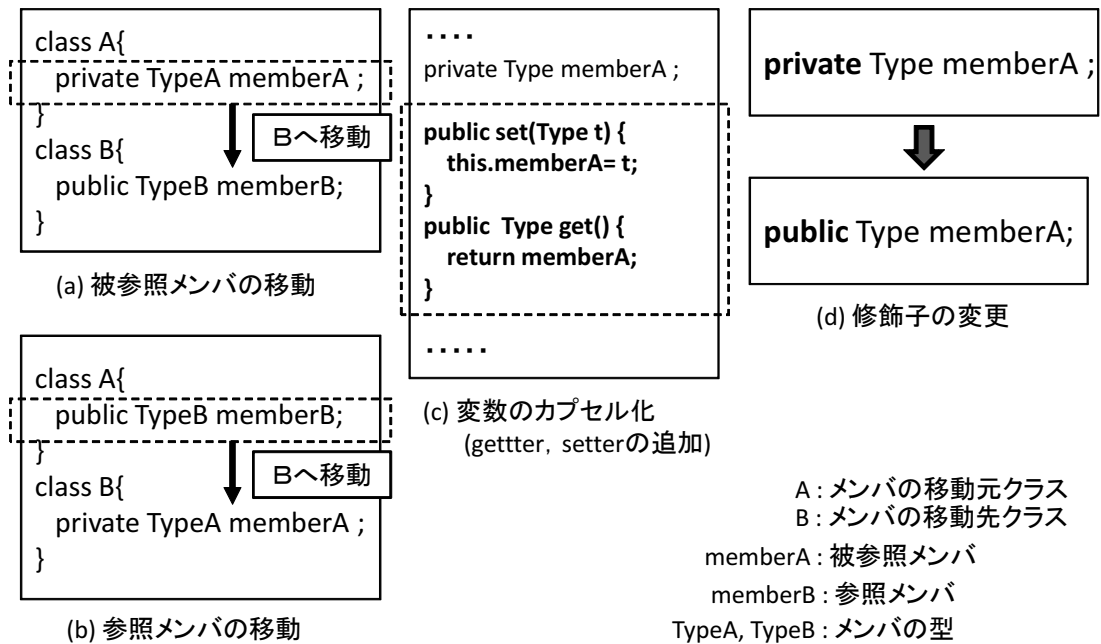 class A{
private TypeA memberA ;
}
Bへ移動
class B{
public TypeB memberB;
}
(a) 被参照メンバの移動
class A{
public TypeB memberB;
}
Bへ移動
class B{
private TypeA memberA ;
}
(b) 参照メンバの移動
....
private Type memberA ;
public set(Type t) {
this.memberA= t;
}
public Type get() {
return memberA;
}
.....
(c) 変数のカプセル化
(gettter, setterの追加)
private Type memberA ;
public Type memberA;
(d) 修飾子の変更
A : メンバの移動元クラス
B : メンバの移動先クラス
memberA : 被参照メンバ
memberB : 参照メンバ
TypeA, TypeB : メンバの型